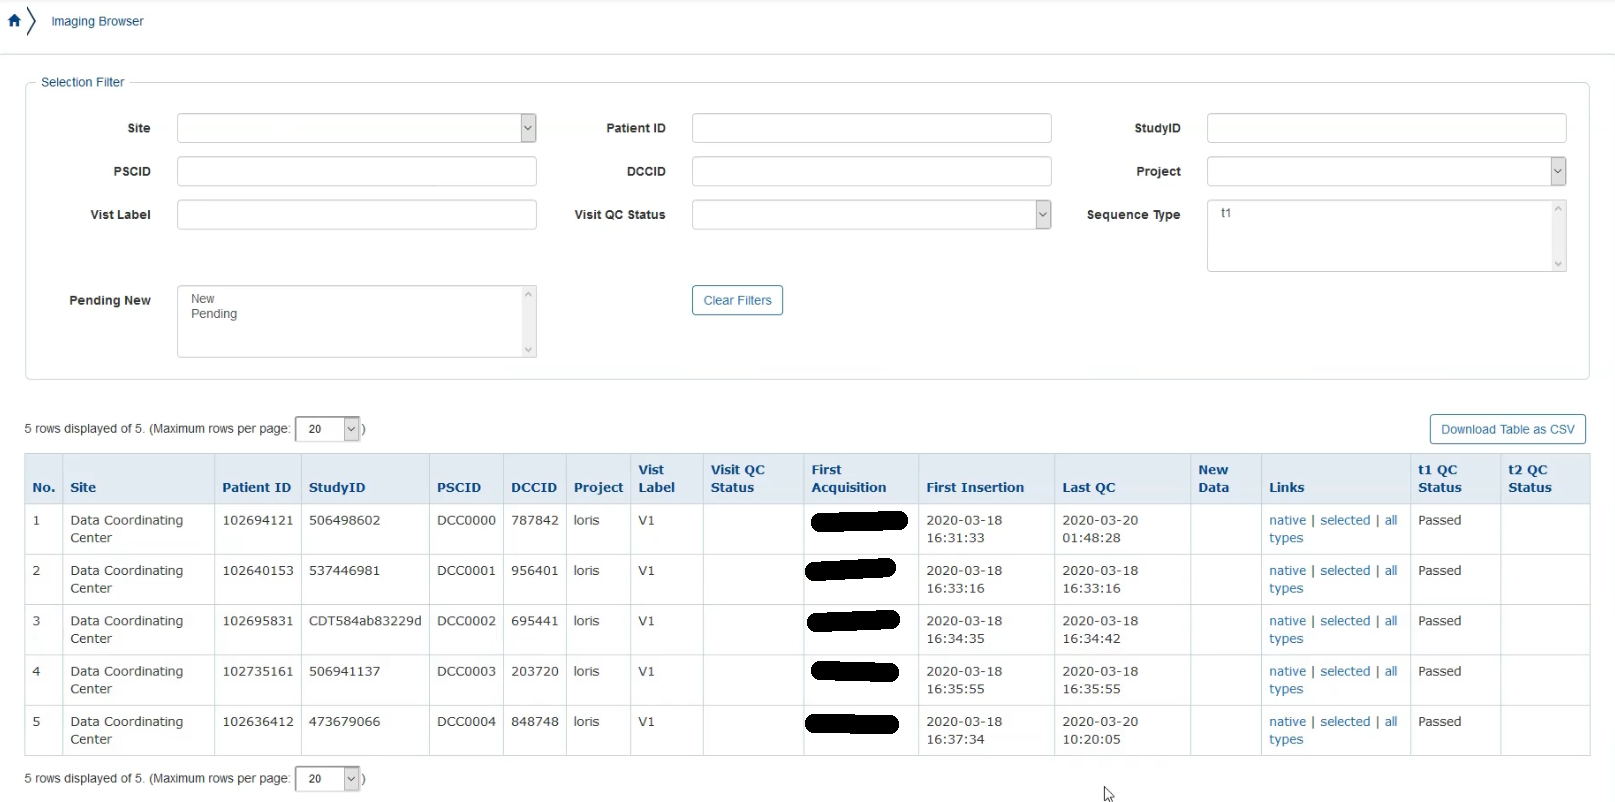 Imaging Browser
Selection Filter
Site Patient ID StudyID
PSCID DCCID Project
Vist Label Visit QC Status Sequence Type t1
Pending New New Clear Filters
Pending
5 rows displayed of 5. (Maximum rows per page: 20 ) Download Table as CSV
Vist Visit QC First New t1 QC t2 QC
No. Site Patient ID StudyID PSCID DCCID Project Label Status Acquisition First Insertion Last QC Data Links Status Status
1 Data Coordinating 102694121 506498602 DCC0000 787842 loris V1 2020-03-18 2020-03-20 native | selected | all Passed
Center 16:31:33 01:48:28 types
2 Data Coordinating 102640153 537446981 DCC0001 956401 loris V1 2020-03-18 2020-03-18 native | selected | all Passed
Center 16:33:16 16:33:16 types
3 Data Coordinating 102695831 CDT584ab83229d DCC0002 695441 loris V1 2020-03-18 2020-03-18 native | selected | all Passed
Center 16:34:35 16:34:42 types
4 Data Coordinating 102735161 506941137 DCC0003 203720 loris V1 2020-03-18 2020-03-18 native | selected | all Passed
Center 16:35:55 16:35:55 types
5 Data Coordinating 102636412 473679066 DCC0004 848748 loris V1 2020-03-18 2020-03-20 native | selected | all Passed
Center 16:37:34 10:20:05 types
5 rows displayed of 5. (Maximum rows per page: 20 )